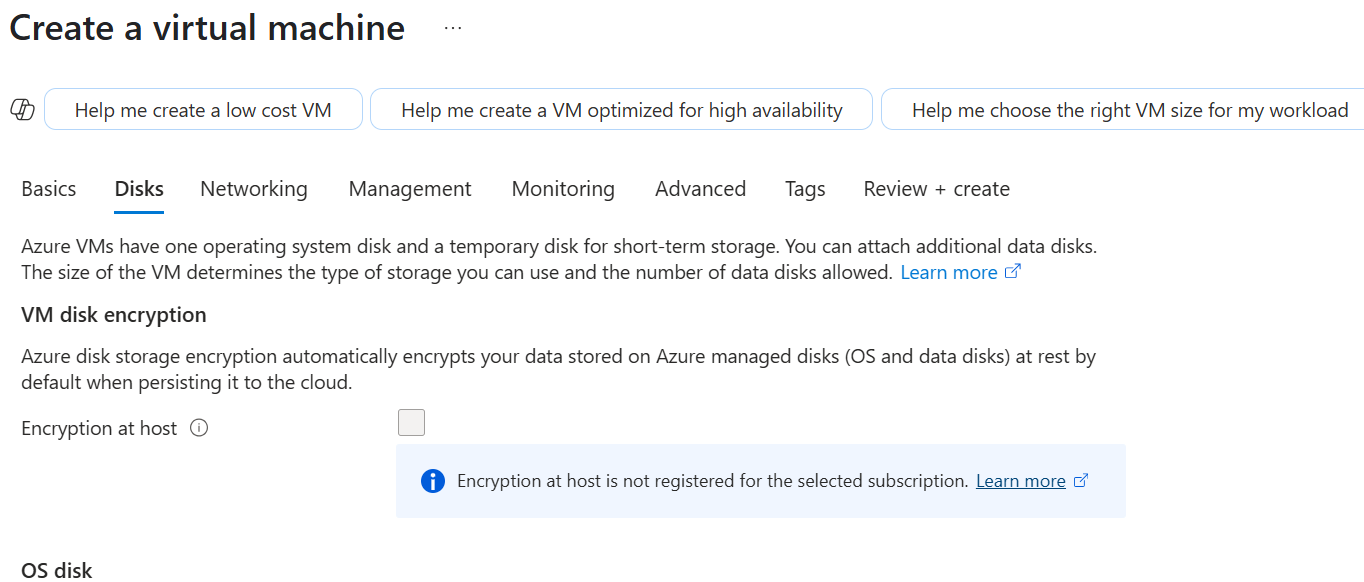 Create a virtual machine ...
Help me create a low cost VM
Help me create a VM optimized for high availability
Help me choose the right VM size for my workload
Basics Disks Networking Management Monitoring Advanced Tags Review + create
Azure VMs have one operating system disk and a temporary disk for short-term storage. You can attach additional data disks.
The size of the VM determines the type of storage you can use and the number of data disks allowed. Learn more
VM disk encryption
Azure disk storage encryption automatically encrypts your data stored on Azure managed disks (OS and data disks) at rest by
default when persisting it to the cloud.
Encryption at host
Encryption at host is not registered for the selected subscription. Learn more
OS disk